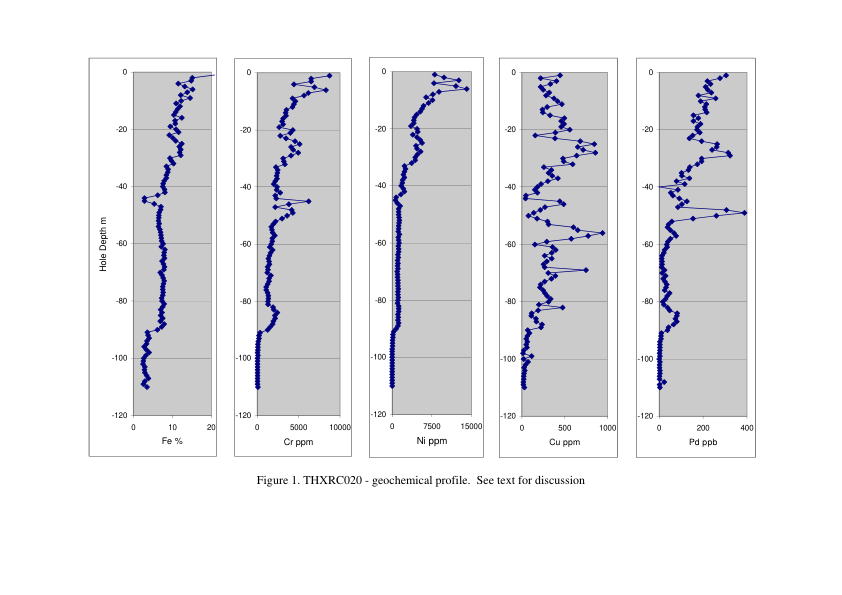 0
-20
-40
-60
-80
-100
-120
Hole Depth m
0 10 20
Fe %
0
-20
-40
-60
-80
-100
-120
0 5000 10000
Cr ppm
0
-20
-40
-60
-80
-100
-120
0 7500 15000
Ni ppm
0
-20
-40
-60
-80
-100
-120
0 500 1000
Cu ppm
0
-20
-40
-60
-80
-100
-120
0 200 400
Pd ppb
Figure 1. THXRC020 - geochemical profile. See text for discussion